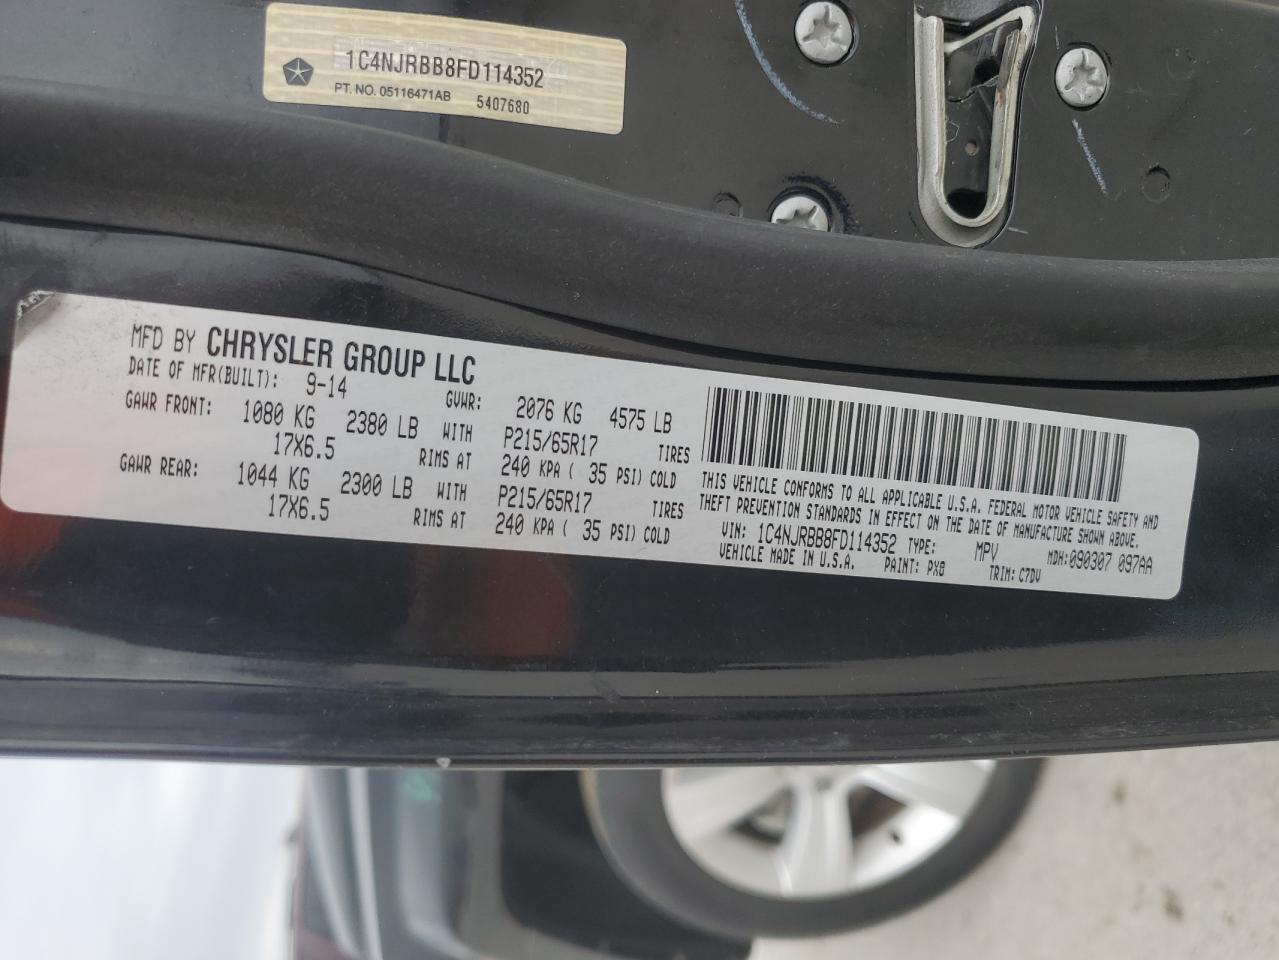 1C4NJRBB8FD114352
PT. NO. 05116471AB 5407680
MFD BY CHRYSLER GROUP LLC
DATE OF MFR(BUILT): 9-14 GVWR: 2076 KG 4575 LB
GAWR FRONT: 1080 KG 2380 LB WITH P215/65R17 TIRES
17X6.5 RIMS AT 240 KPA ( 35 PSI) COLD
GAWR REAR: 1044 KG 2300 LB WITH P215/65R17 TIRES
17X6.5 RIMS AT 240 KPA ( 35 PSI) COLD
THIS VEHICLE CONFORMS TO ALL APPLICABLE U.S.A. FEDERAL MOTOR VEHICLE SAFETY AND
THEFT PREVENTION STANDARDS IN EFFECT ON THE DATE OF MANUFACTURE SHOWN ABOVE.
VIN: 1C4NJRBB8FD114352 TYPE: MPV MDH:090307 097AA
VEHICLE MADE IN U.S.A. PAINT: PX8 TRIM: C7DV